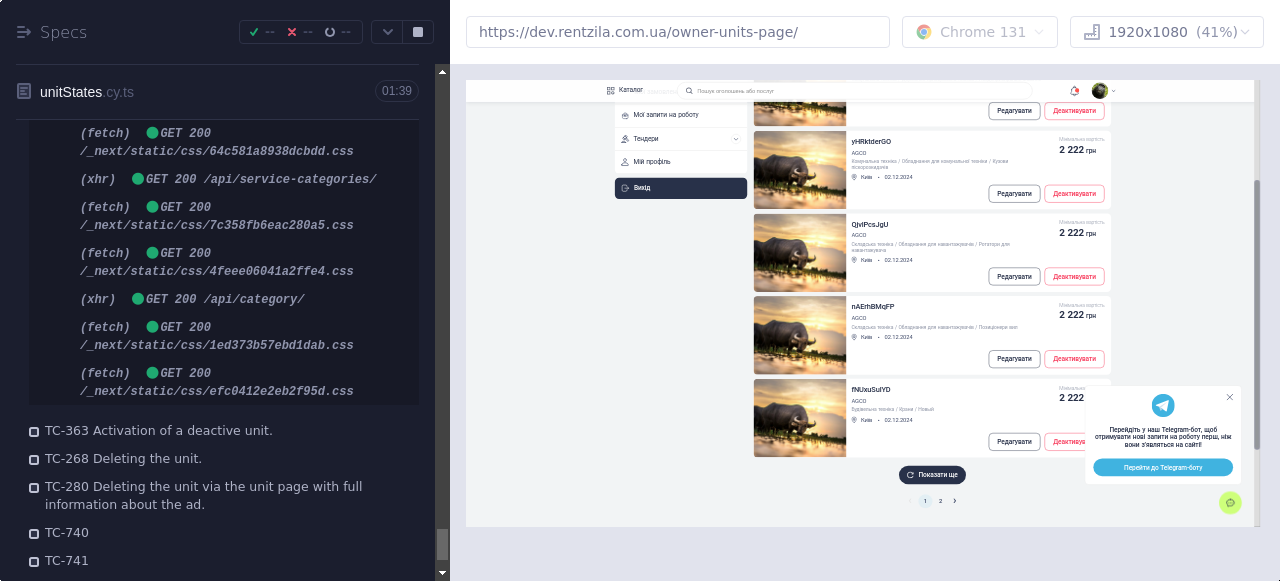 Specs
--
--
--
https://dev.rentzila.com.ua/owner-units-page/
Chrome 131
1920x1080 (41%)
unitStates.cy.ts
01:39
(fetch) GET 200
/_next/static/css/64c581a8938dcbdd.css
(xhr) GET 200 /api/service-categories/
(fetch) GET 200
/_next/static/css/7c358fb6eac280a5.css
(fetch) GET 200
/_next/static/css/4feee06041a2ffe4.css
(xhr) GET 200 /api/category/
(fetch) GET 200
/_next/static/css/1ed373b57ebd1dab.css
(fetch) GET 200
/_next/static/css/efc0412e2eb2f95d.css
TC-363 Activation of a deactive unit.
TC-268 Deleting the unit.
TC-280 Deleting the unit via the unit page with full
information about the ad.
TC-740
TC-741
Каталог
Пошук оголошень або послуг
Мої запити на роботу
Тендери
Мій профіль
Вихід
Редагувати
Деактивувати
yHRktderGO
AGCO
Комунальна техніка / Обладнання для комунальної техніки / Кузови
Київ • 02.12.2024
Мінімальна вартість
2 222 грн
Редагувати
Деактивувати
QjviPcsJgU
AGCO
Складська техніка / Обладнання для навантажувачів / Ротатори для
навантажувача
Київ • 02.12.2024
Мінімальна вартість
2 222 грн
Редагувати
Деактивувати
nAErhBMqFP
AGCO
Складська техніка / Обладнання для навантажувачів / Позиціонери вил
Київ • 02.12.2024
Мінімальна вартість
2 222 грн
Редагувати
Деактивувати
fNUxuSulYD
AGCO
Будівельна техніка / Крани /
Київ • 02.12.2024
2 222
Редагувати
Показати ще
1
2
Перейдіть у наш Telegram-бот, щоб
отримувати нові запити на роботу перш, ніж
вони з'являться на сайті!
Перейти до Telegram-боту